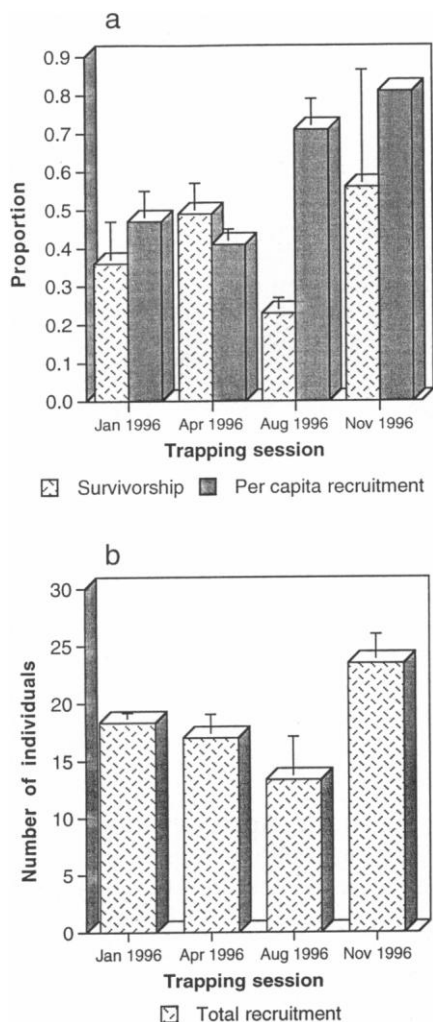 a
0.9
0.8
0.7
0.6
0.5
0.4
0.3
0.2
0.1
0.0
Proportion
Jan 1996 Apr 1996 Aug 1996 Nov 1996
Trapping session
Survivorship Per capita recruitment
b
30
25
20
15
10
5
0
Number of individuals
Jan 1996 Apr 1996 Aug 1996 Nov 1996
Trapping session
Total recruitment